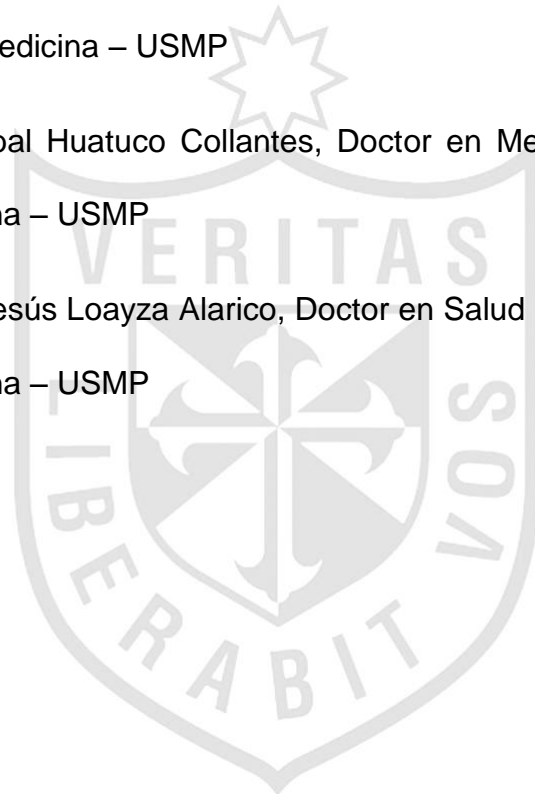 edicina – USMP
bal Huatuco Collantes, Doctor en Me
na – USMP
esús Loayza Alarico, Doctor en Salud
na – USMP
VERITAS
LIBERABIT VOS